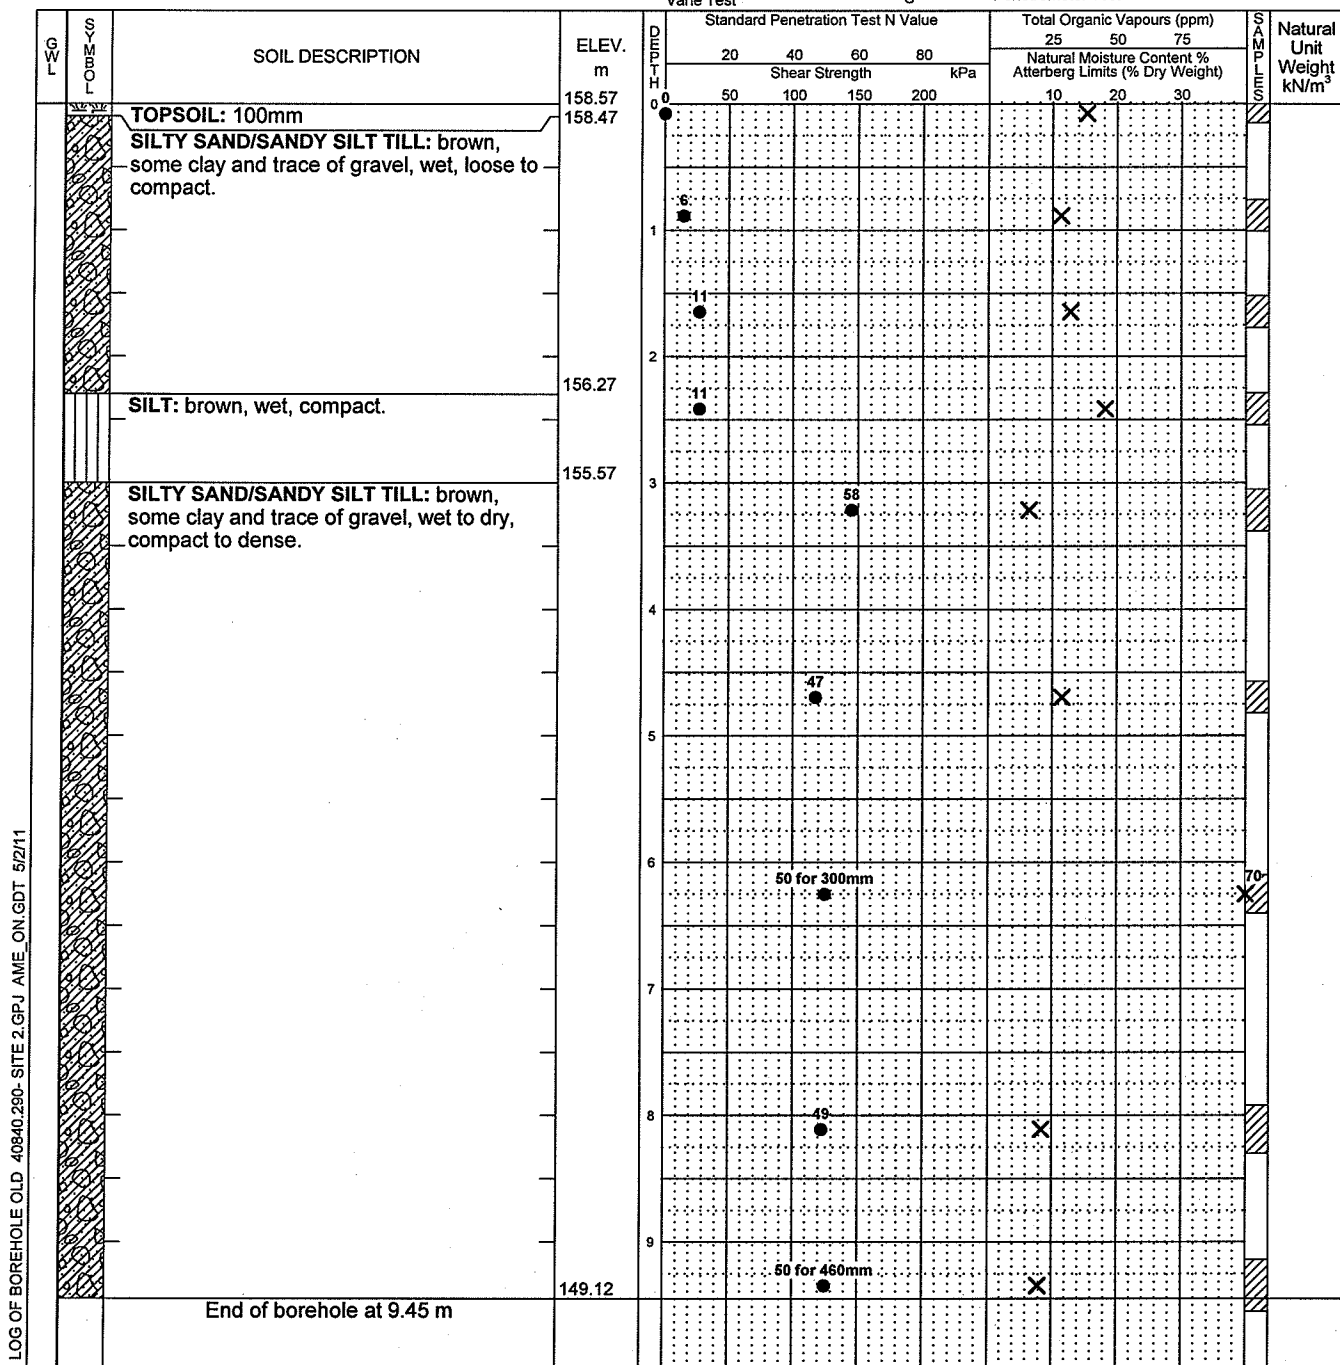 Vane Test
GWL
SYMBOL
SOIL DESCRIPTION
ELEV.
m
DEPTH
Standard Penetration Test N Value
20 40 60 80
Shear Strength kPa
Total Organic Vapours (ppm)
25 50 75
Natural Moisture Content %
Atterberg Limits (% Dry Weight)
SAMPLES
Natural
Unit
Weight
kN/m³
158.57
0
0 50 100 150 200
10 20 30
TOPSOIL: 100mm
158.47
SILTY SAND/SANDY SILT TILL: brown,
some clay and trace of gravel, wet, loose to
compact.
6
1
11
2
156.27
SILT: brown, wet, compact.
11
155.57
3
SILTY SAND/SANDY SILT TILL: brown,
some clay and trace of gravel, wet to dry,
compact to dense.
58
4
47
5
6
50 for 300mm
70
7
8
49
9
50 for 460mm
149.12
End of borehole at 9.45 m
LOG OF BOREHOLE OLD 40840.290- SITE 2.GPJ AME_ON.GDT 5/2/11